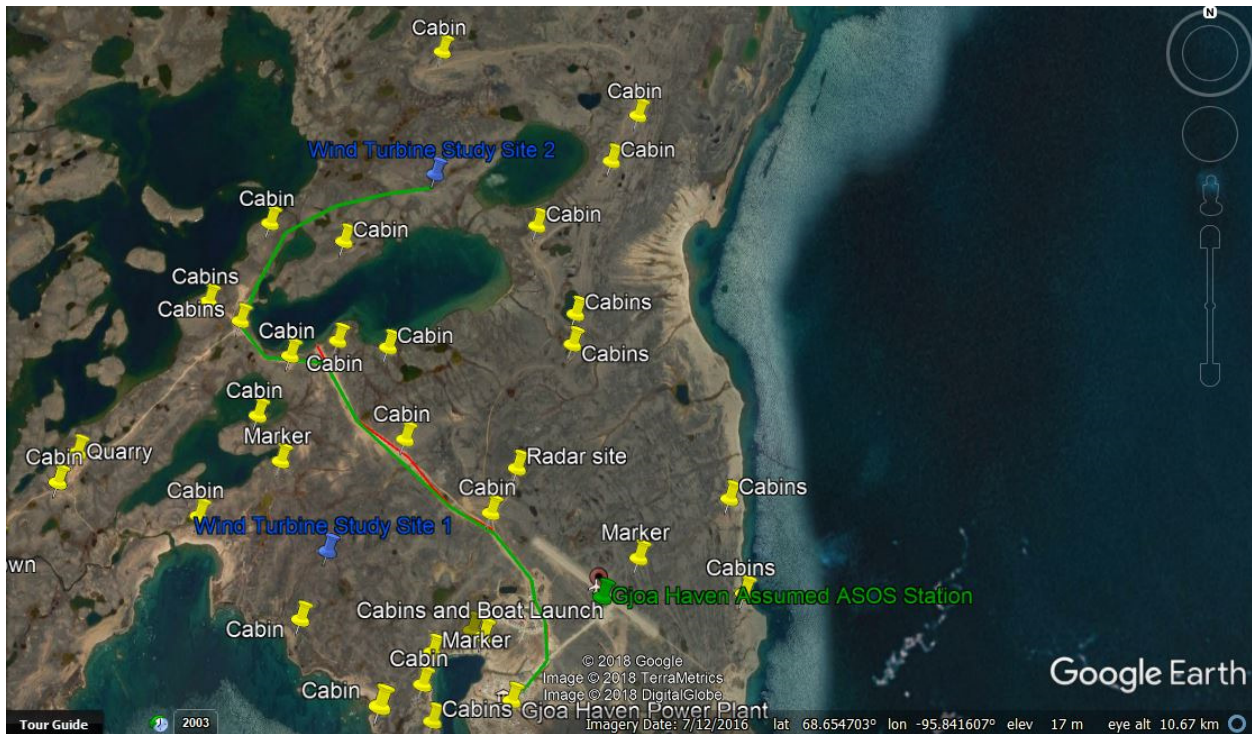 N
Cabin
Cabin
Wind Turbine Study Site 2
Cabin
Cabin
Cabin
Cabin
Cabins
Cabins
Cabins
Cabin
Cabin
Cabin
Cabins
Cabin
Cabin
Marker
Cabin
Quarry
Radar site
Cabin
Cabin
Cabins
Wind Turbine Study Site 1
Marker
own
Cabins
Gjoa Haven Assumed ASOS Station
Cabins and Boat Launch
Cabin
Marker
Cabin
Cabin
Cabins
Gjoa Haven Power Plant
© 2018 Google
Image © 2018 TerraMetrics
Image © 2018 DigitalGlobe
Google Earth
Tour Guide
2003
Imagery Date: 7/12/2016 lat 68.654703° lon -95.841607° elev 17 m eye alt 10.67 km